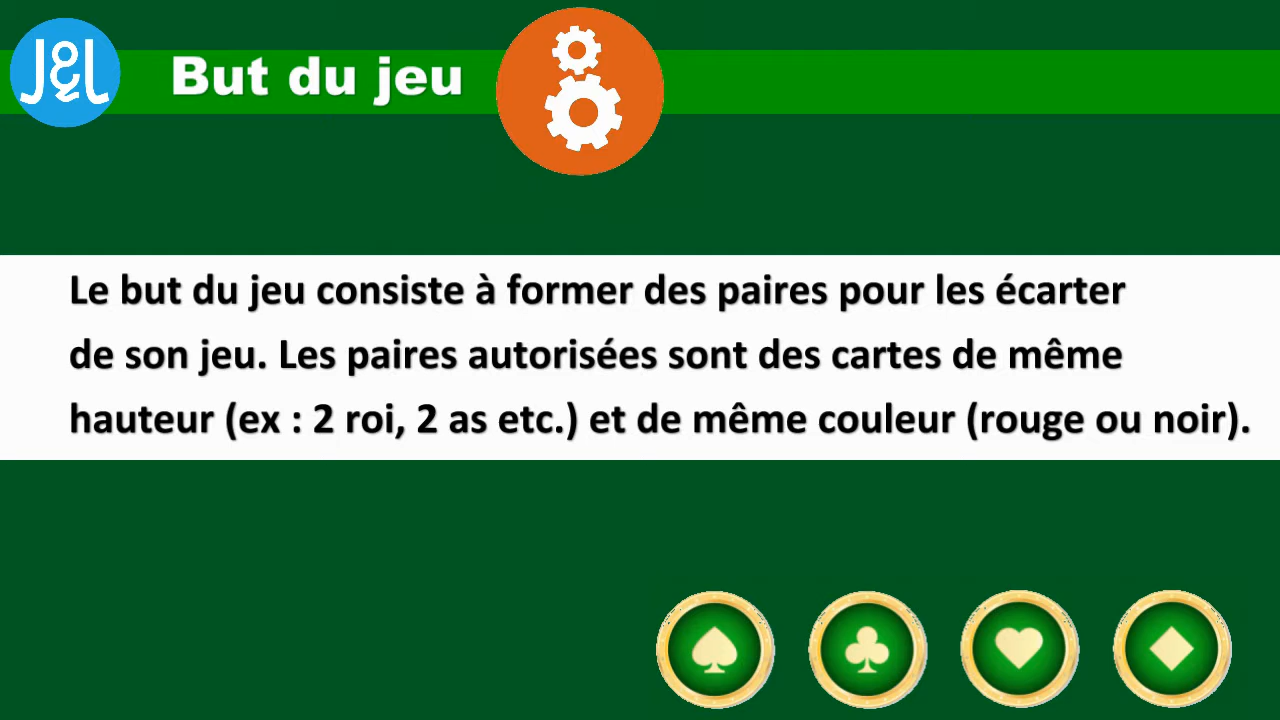 J&L
But du jeu
Le but du jeu consiste à former des paires pour les écarter
de son jeu. Les paires autorisées sont des cartes de même
hauteur (ex : 2 roi, 2 as etc.) et de même couleur (rouge ou noir).